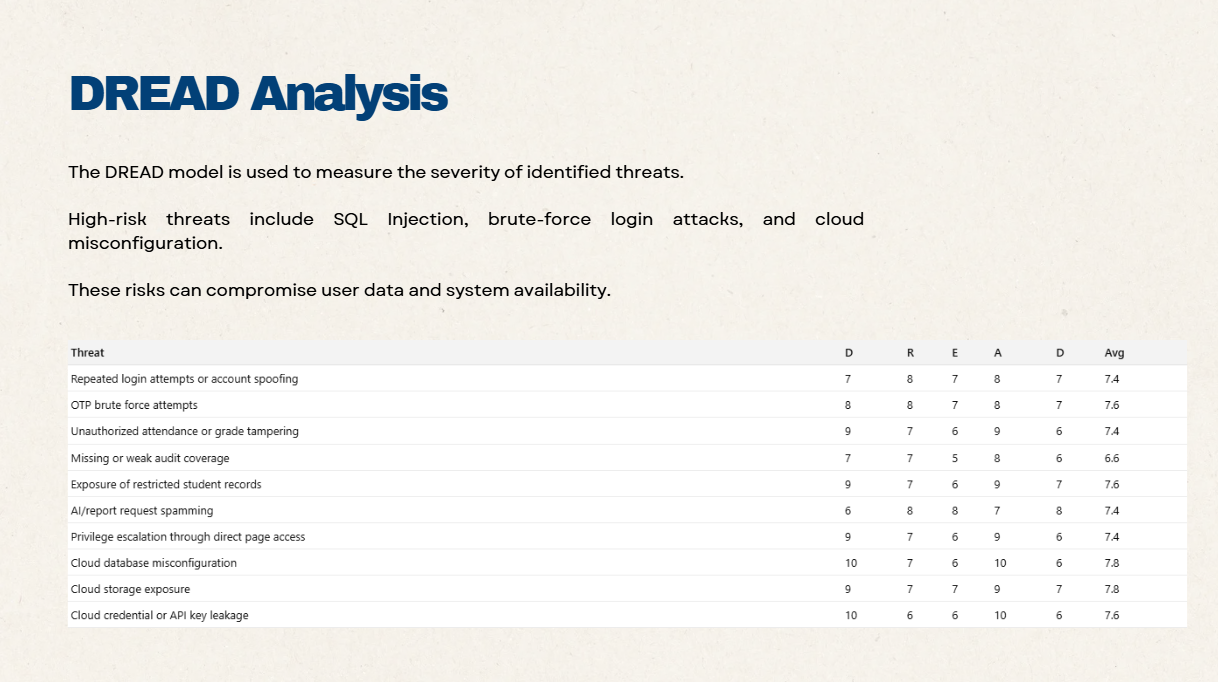 DREAD Analysis
The DREAD model is used to measure the severity of identified threats.
High-risk threats include SQL Injection, brute-force login attacks, and cloud
misconfiguration.
These risks can compromise user data and system availability.
Threat D R E A D Avg
Repeated login attempts or account spoofing 7 8 7 8 7 7.4
OTP brute force attempts 8 8 7 8 7 7.6
Unauthorized attendance or grade tampering 9 7 6 9 6 7.4
Missing or weak audit coverage 7 7 5 8 6 6.6
Exposure of restricted student records 9 7 6 9 7 7.6
AI/report request spamming 6 8 8 7 8 7.4
Privilege escalation through direct page access 9 7 6 9 6 7.4
Cloud database misconfiguration 10 7 6 10 6 7.8
Cloud storage exposure 9 7 7 9 7 7.8
Cloud credential or API key leakage 10 6 6 10 6 7.6